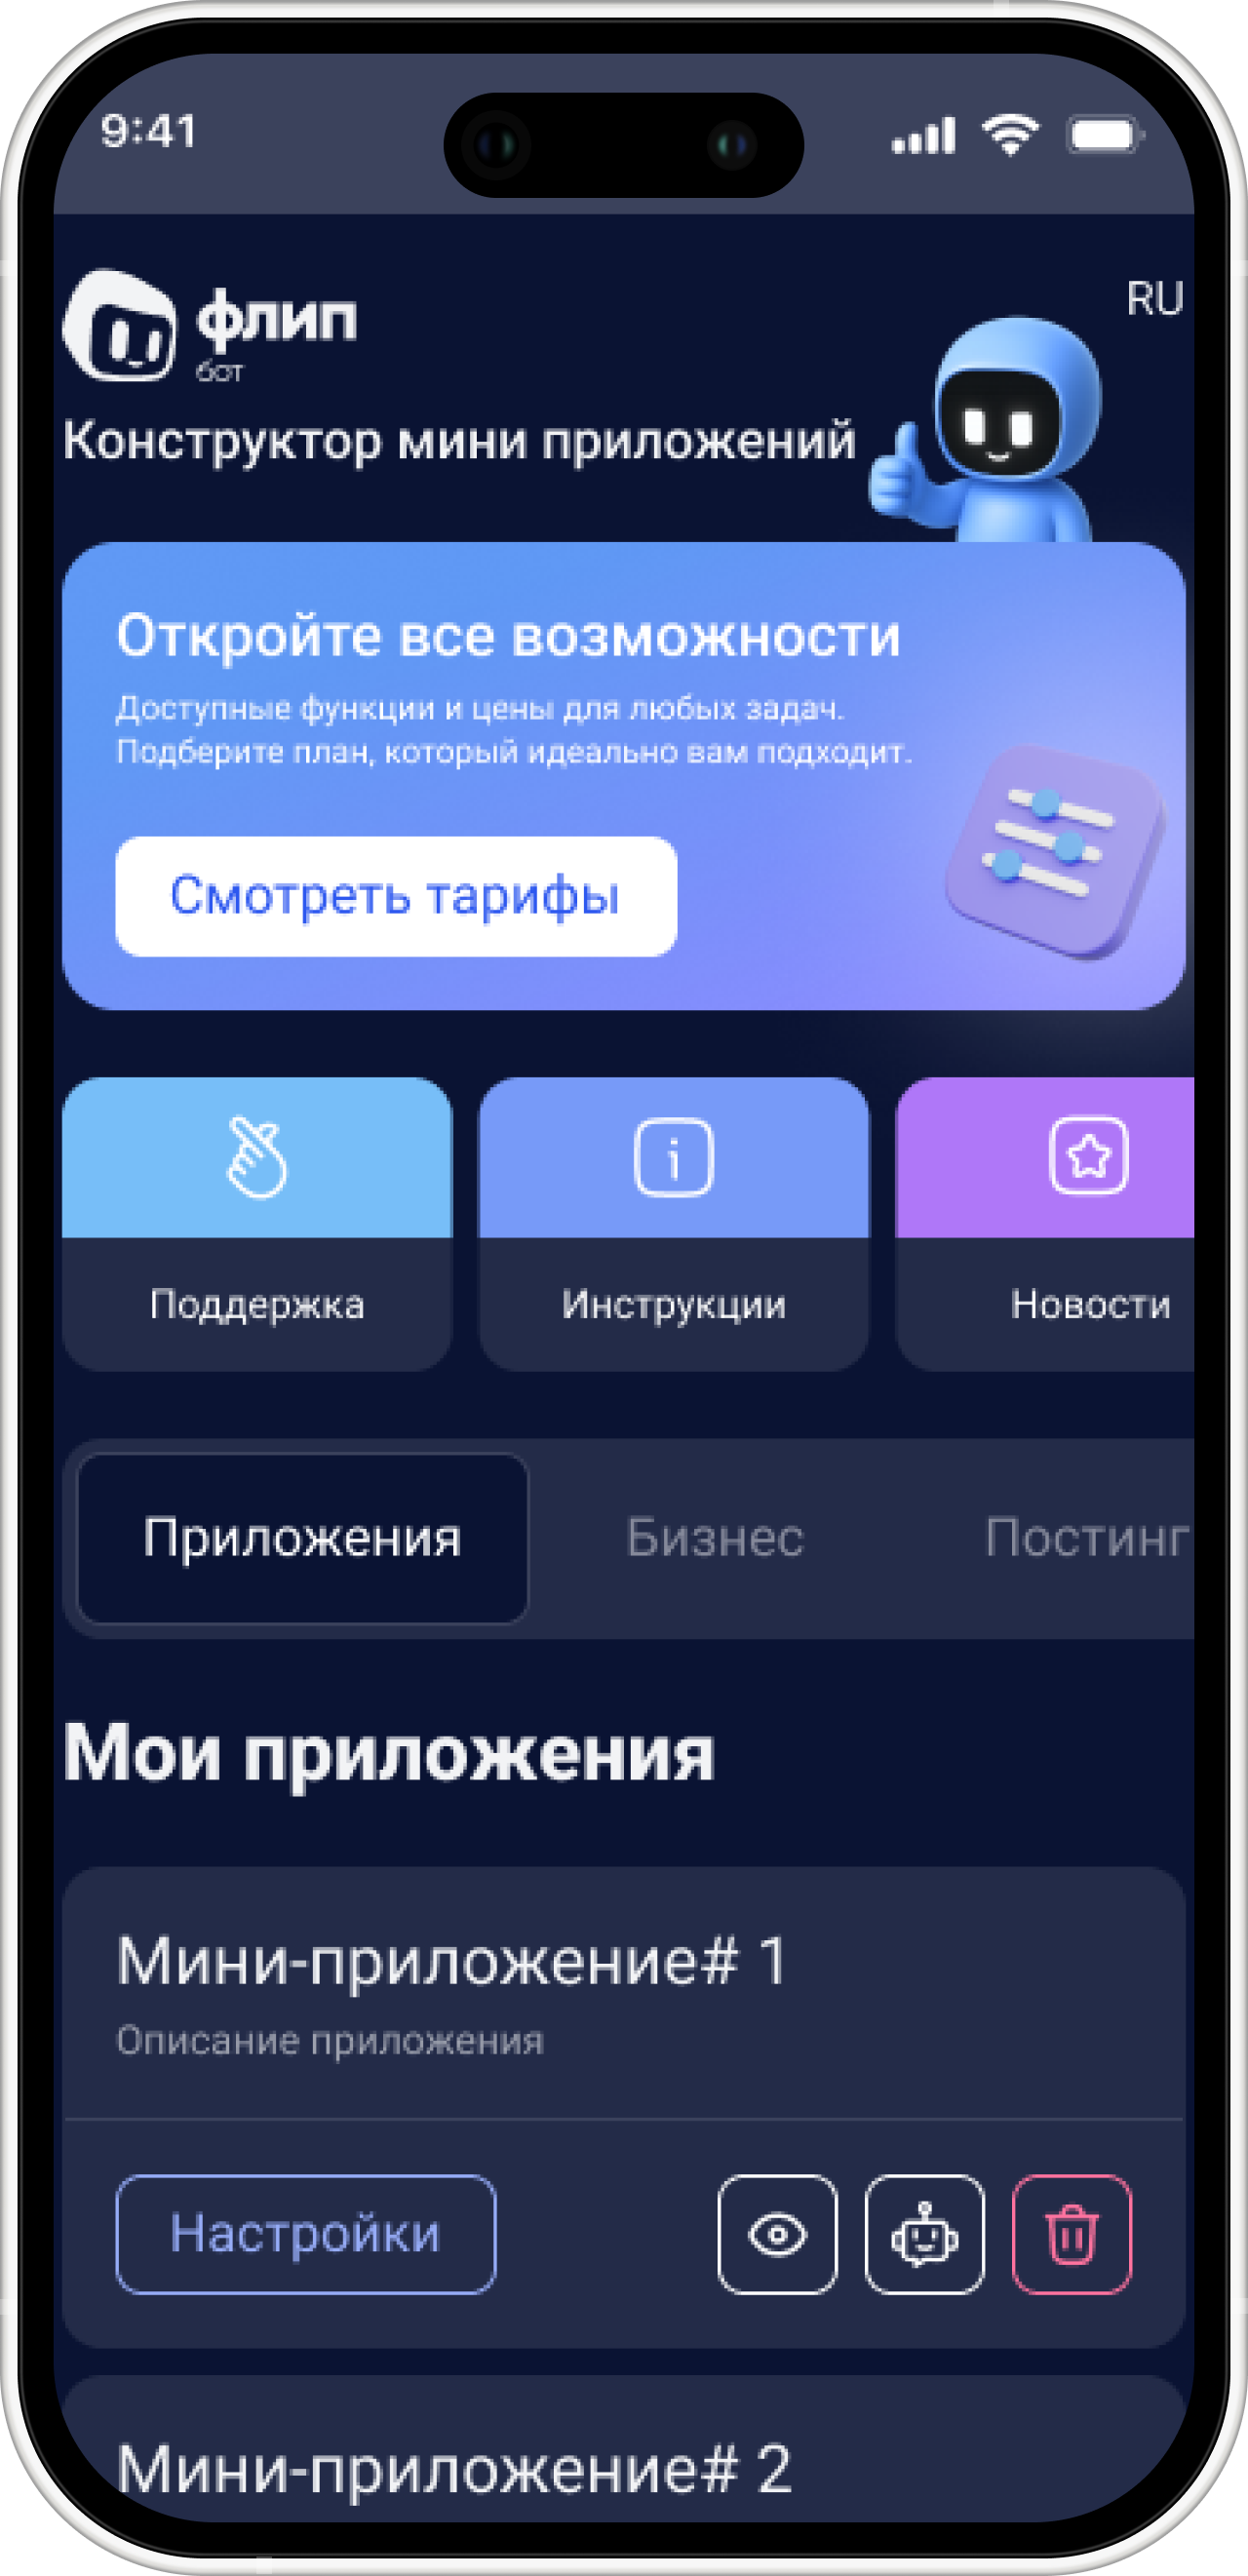 9:41
флип
бот
RU
Конструктор мини приложений
Откройте все возможности
Доступные функции и цены для любых задач.
Подберите план, который идеально вам подходит.
Смотреть тарифы
Поддержка
Инструкции
Новости
Приложения
Бизнес
Постинг
Мои приложения
Мини-приложение# 1
Описание приложения
Настройки
Мини-приложение# 2